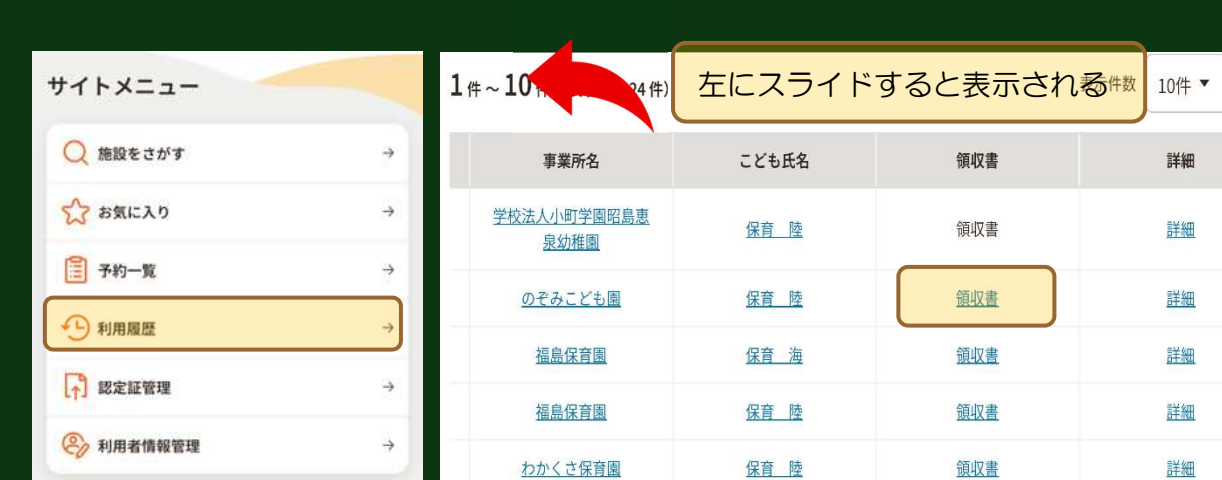 サイトメニュー
施設をさがす
お気に入り
予約一覧
利用履歴
認定証管理
利用者情報管理
1件～10件
24件)
左にスライドすると表示される
件数
10件
事業所名 こども氏名 領収書 詳細
学校法人小町学園昭島恵
泉幼稚園
保育 陸 領収書 詳細
のぞみこども園 保育 陸 領収書 詳細
福島保育園 保育 海 領収書 詳細
福島保育園 保育 陸 領収書 詳細
わかくさ保育園 保育 陸 領収書 詳細